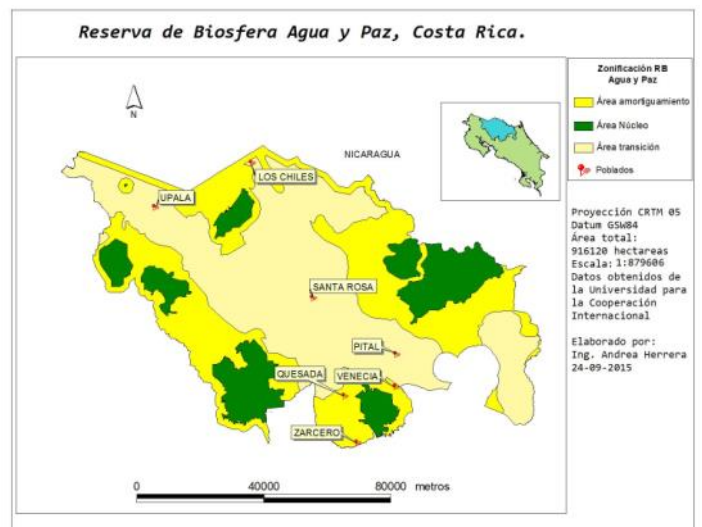 Reserva de Biosfera Agua y Paz, Costa Rica.
N
NICARAGUA
LOS CHILES
UPALA
SANTA ROSA
PITAL
QUESADA
VENECIA
ZARCERO
0 40000 80000 metros
Zonificación RB
Agua y Paz
Área amortiguamiento
Área Núcleo
Área transición
Poblados
Proyección CRTM 05
Datum GSW84
Área total:
916120 hectareas
Escala: 1:879606
Datos obtenidos de
la Universidad para
la Cooperación
Internacional
Elaborado por:
Ing. Andrea Herrera
24-09-2015